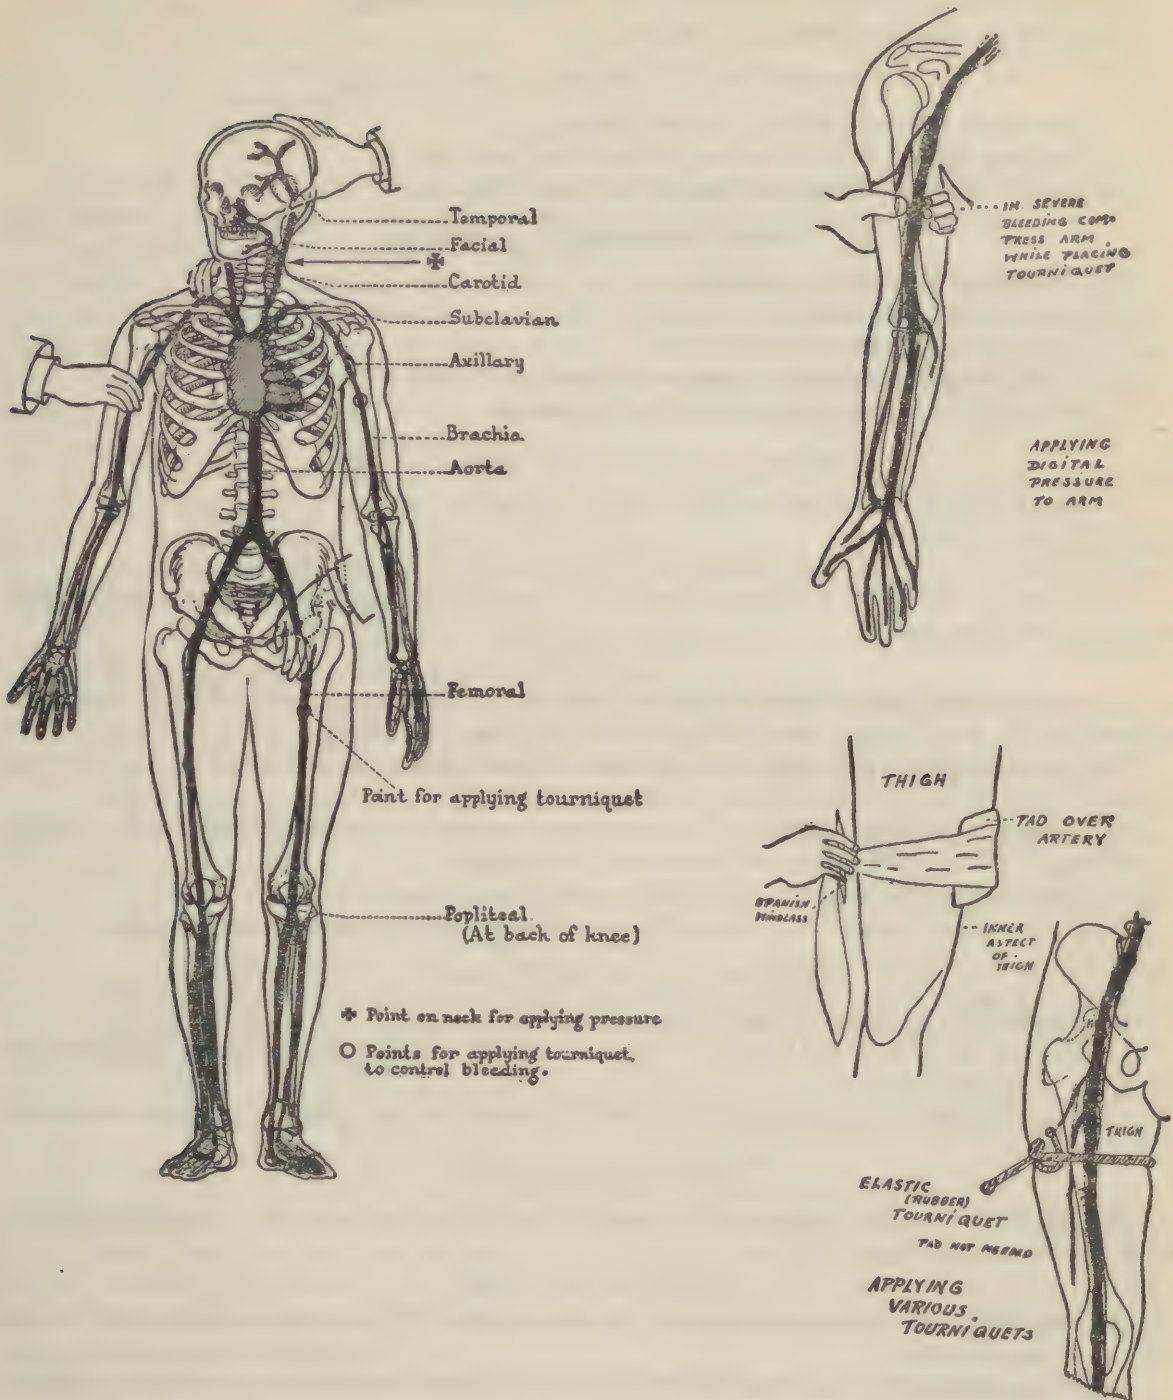 Temporal
Facial
Carotid
Subclavian
Axillary
Brachia
Aorta
Femoral
Point for applying tourniquet
Popliteal
(At back of knee)
✠ Point on neck for applying pressure
O Points for applying tourniquet
to control bleeding.
IN SEVERE
BLEEDING COM-
PRESS ARM
WHILE PLACING
TOURNIQUET
APPLYING
DIGITAL
PRESSURE
TO ARM
THIGH
PAD OVER
ARTERY
SPANISH
WINDLASS
INNER
ASPECT
OF
THIGH
THIGH
ELASTIC
(RUBBER)
TOURNIQUET
PAD NOT NEEDED
APPLYING
VARIOUS
TOURNIQUETS